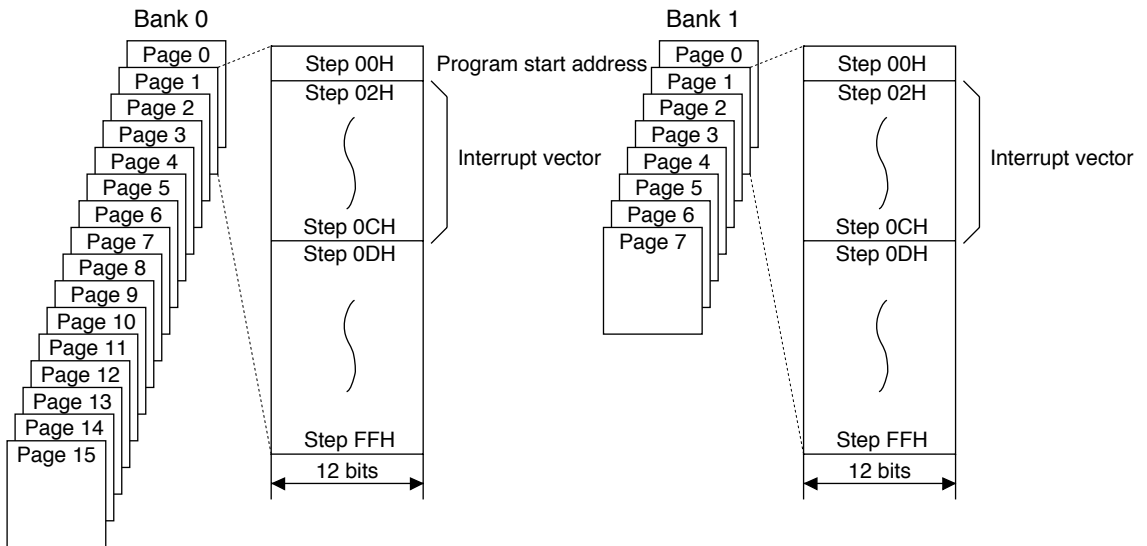 Bank 0
Page 0
Page 1
Page 2
Page 3
Page 4
Page 5
Page 6
Page 7
Page 8
Page 9
Page 10
Page 11
Page 12
Page 13
Page 14
Page 15
Step 00H
Step 02H
Step 0CH
Step 0DH
Step FFH
12 bits
Program start address
Interrupt vector
Bank 1
Page 0
Page 1
Page 2
Page 3
Page 4
Page 5
Page 6
Page 7
Step 00H
Step 02H
Step 0CH
Step 0DH
Step FFH
12 bits
Interrupt vector